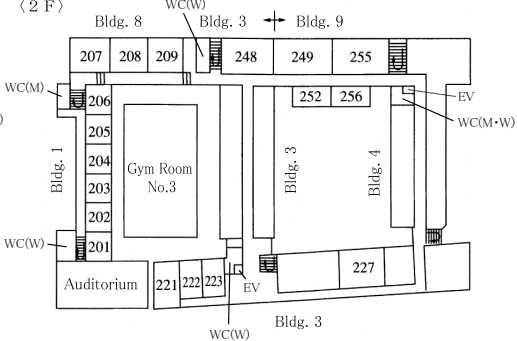 〈2 F〉
WC(W)
Bldg. 8
Bldg. 3
Bldg. 9
207
208
209
248
249
255
WC(M)
206
252
256
EV
WC(M・W)
205
204
203
202
201
Bldg. 1
Gym Room
No.3
Bldg. 3
Bldg. 4
WC(W)
Auditorium
221
222
223
EV
227
WC(W)
Bldg. 3